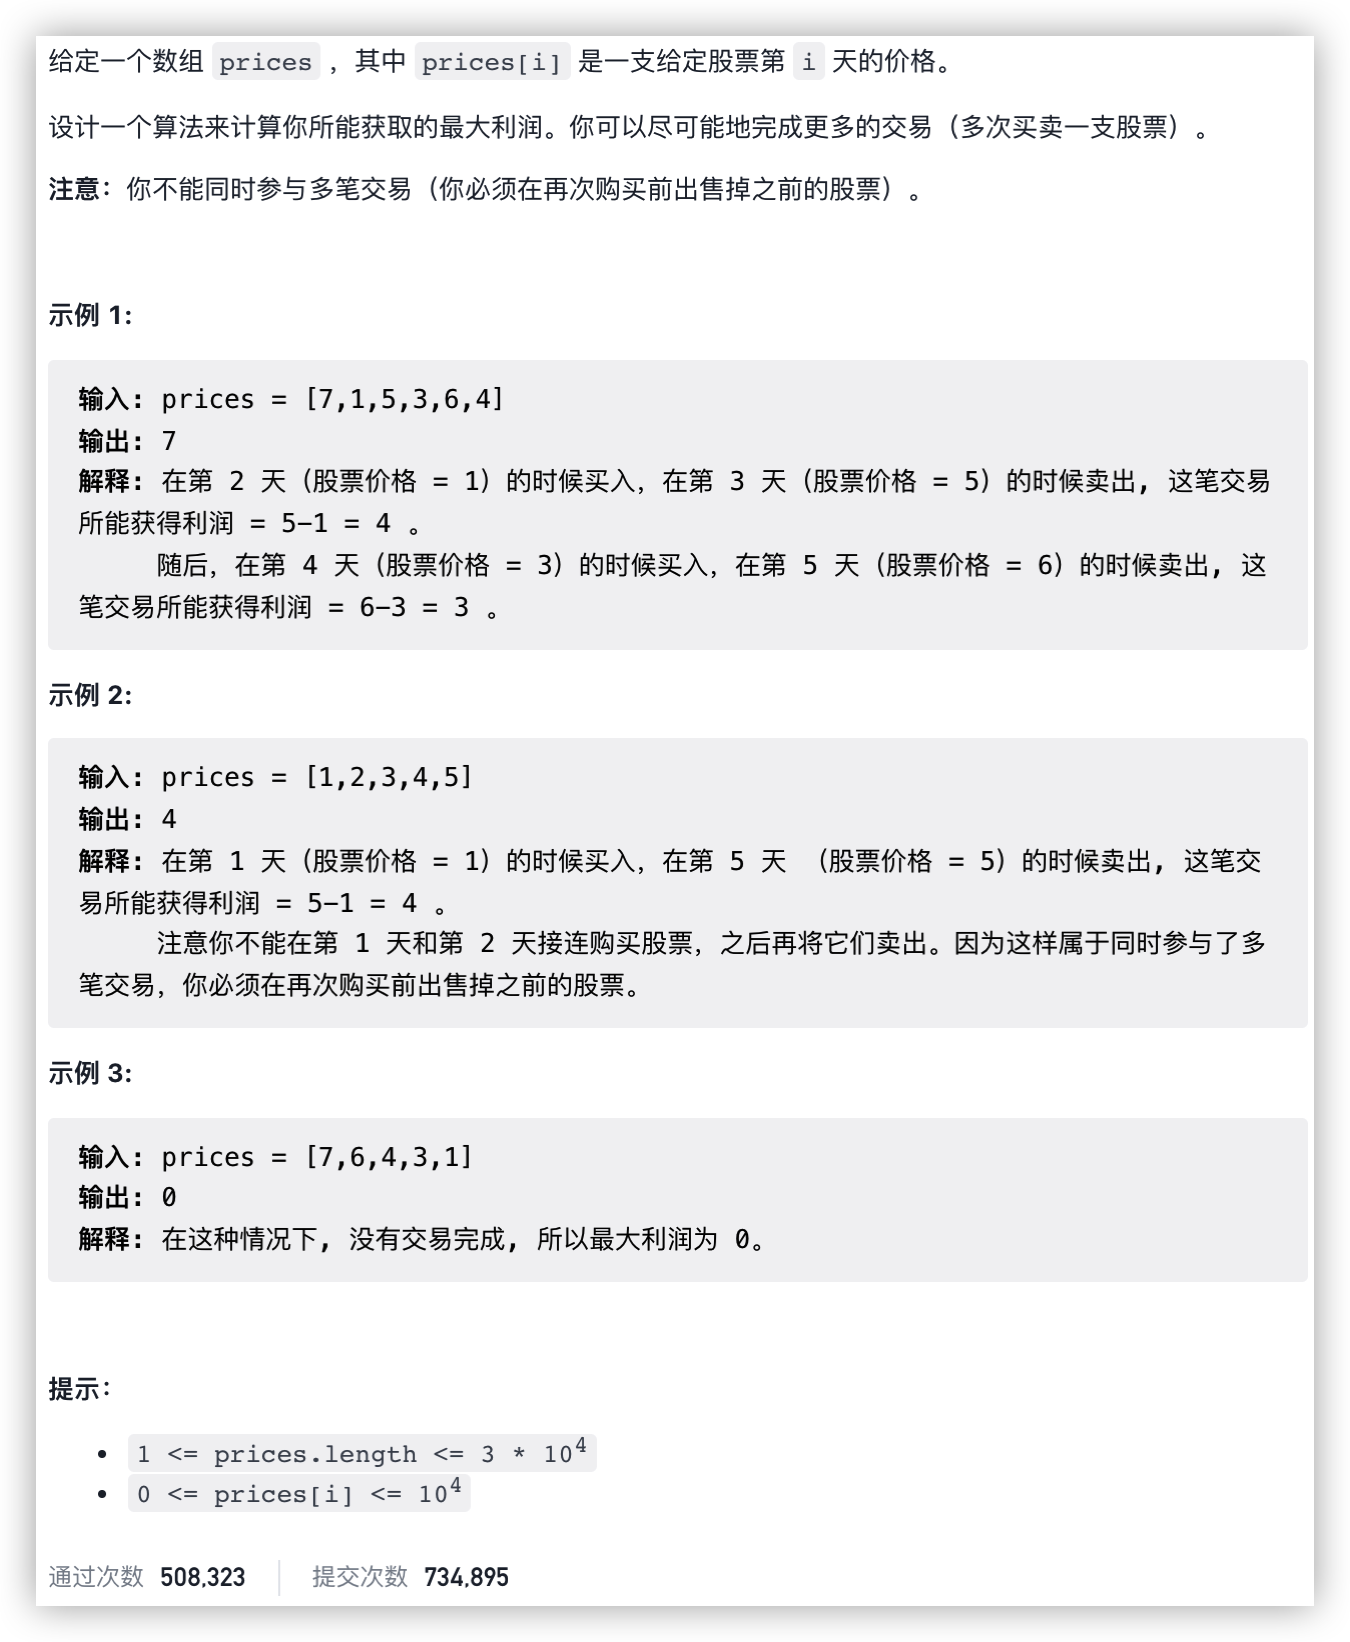 给定一个数组 prices ，其中 prices[i] 是一支给定股票第 i 天的价格。
设计一个算法来计算你所能获取的最大利润。你可以尽可能地完成更多的交易（多次买卖一支股票）。
注意：你不能同时参与多笔交易（你必须在再次购买前出售掉之前的股票）。
示例 1:
输入: prices = [7,1,5,3,6,4]
输出: 7
解释: 在第 2 天（股票价格 = 1）的时候买入，在第 3 天（股票价格 = 5）的时候卖出, 这笔交易
所能获得利润 = 5-1 = 4 。
随后，在第 4 天（股票价格 = 3）的时候买入，在第 5 天（股票价格 = 6）的时候卖出, 这
笔交易所能获得利润 = 6-3 = 3 。
示例 2:
输入: prices = [1,2,3,4,5]
输出: 4
解释: 在第 1 天（股票价格 = 1）的时候买入，在第 5 天 （股票价格 = 5）的时候卖出, 这笔交
易所能获得利润 = 5-1 = 4 。
注意你不能在第 1 天和第 2 天接连购买股票，之后再将它们卖出。因为这样属于同时参与了多
笔交易，你必须在再次购买前出售掉之前的股票。
示例 3:
输入: prices = [7,6,4,3,1]
输出: 0
解释: 在这种情况下, 没有交易完成, 所以最大利润为 0。
提示：
• 1 <= prices.length <= 3 * 10⁴
• 0 <= prices[i] <= 10⁴
通过次数 508,323 提交次数 734,895